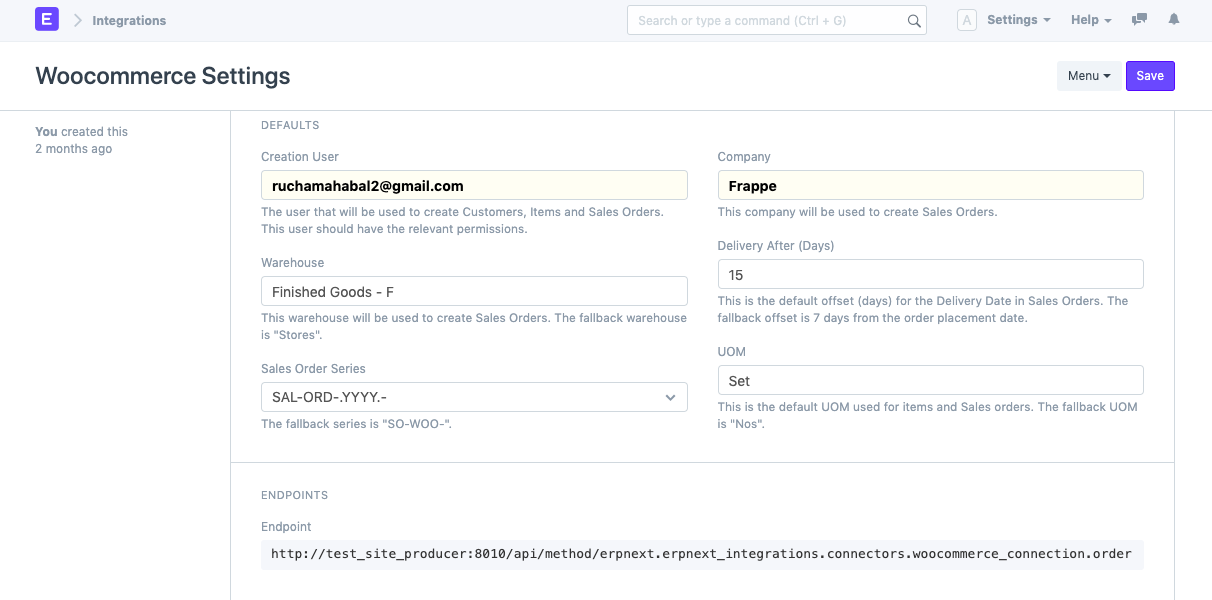 E
Integrations
Search or type a command (Ctrl + G)
A
Settings
Help
Woocommerce Settings
Menu
Save
You created this
2 months ago
DEFAULTS
Creation User
ruchamahabal2@gmail.com
The user that will be used to create Customers, Items and Sales Orders.
This user should have the relevant permissions.
Warehouse
Finished Goods - F
This warehouse will be used to create Sales Orders. The fallback warehouse
is "Stores".
Sales Order Series
SAL-ORD-.YYYY.-
The fallback series is "SO-WOO-".
Company
Frappe
This company will be used to create Sales Orders.
Delivery After (Days)
15
This is the default offset (days) for the Delivery Date in Sales Orders. The
fallback offset is 7 days from the order placement date.
UOM
Set
This is the default UOM used for items and Sales orders. The fallback UOM
is "Nos".
ENDPOINTS
Endpoint
http://test_site_producer:8010/api/method/erpnext.erpnext_integrations.connectors.woocommerce_connection.order